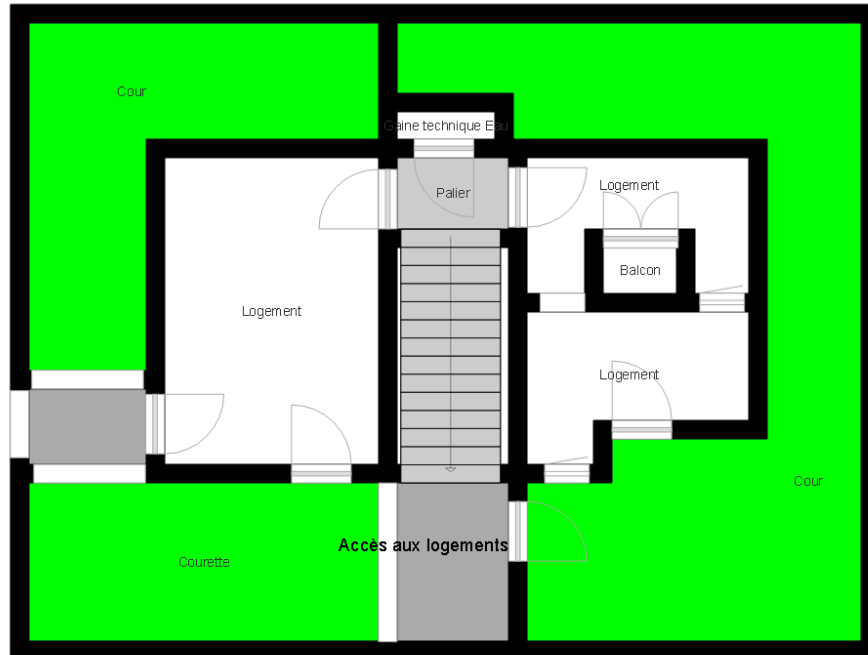 Cour
Gaine technique Eau
Palier
Logement
Balcon
Logement
Logement
Cour
Accès aux logements
Courette